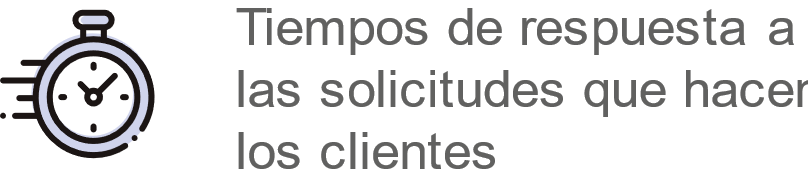 Tiempos de respuesta a
las solicitudes que hacen
los clientes